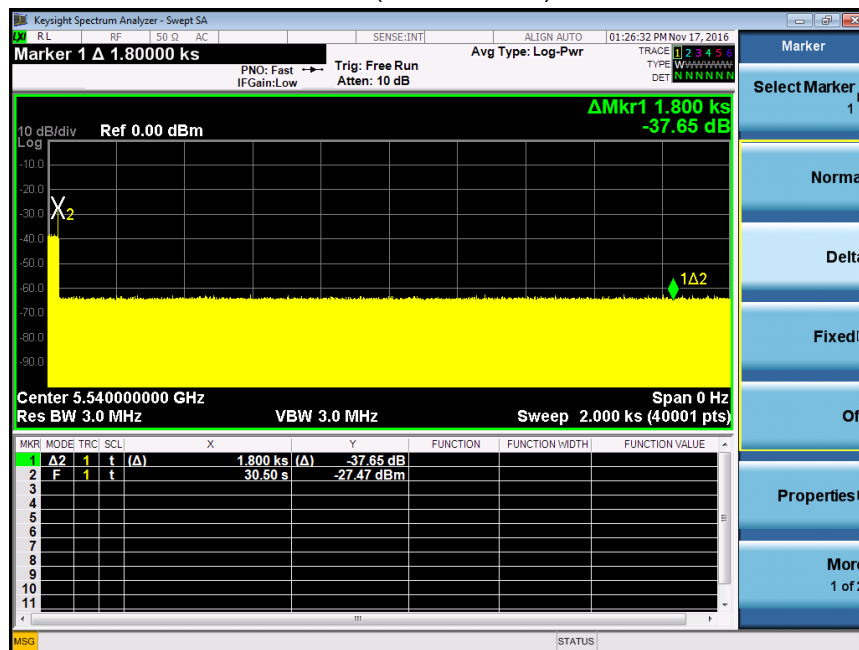 Keysight Spectrum Analyzer - Swept SA
LXI RL RF 50 Ω AC SENSE:INT ALIGN AUTO 01:26:32 PM Nov 17, 2016
Marker 1 Δ 1.80000 ks
PNO: Fast
IFGain:Low
Trig: Free Run
Atten: 10 dB
Avg Type: Log-Pwr
TRACE 1 2 3 4 5 6
TYPE WWWWWW
DET N N N N N N
ΔMkr1 1.800 ks
-37.65 dB
10 dB/div Ref 0.00 dBm
Log
-10.0
-20.0
-30.0
-40.0
-50.0
-60.0
-70.0
-80.0
-90.0
X2
1Δ2
Center 5.540000000 GHz Span 0 Hz
Res BW 3.0 MHz VBW 3.0 MHz Sweep 2.000 ks (40001 pts)
MKR MODE TRC SCL X Y FUNCTION FUNCTION WIDTH FUNCTION VALUE
1 Δ2 1 t (Δ) 1.800 ks (Δ) -37.65 dB
2 F 1 t 30.50 s -27.47 dBm
3
4
5
6
7
8
9
10
11
MSG STATUS
Marker
Select Marker
1
Norma
Delta
Fixed
Of
Properties
More
1 of 2